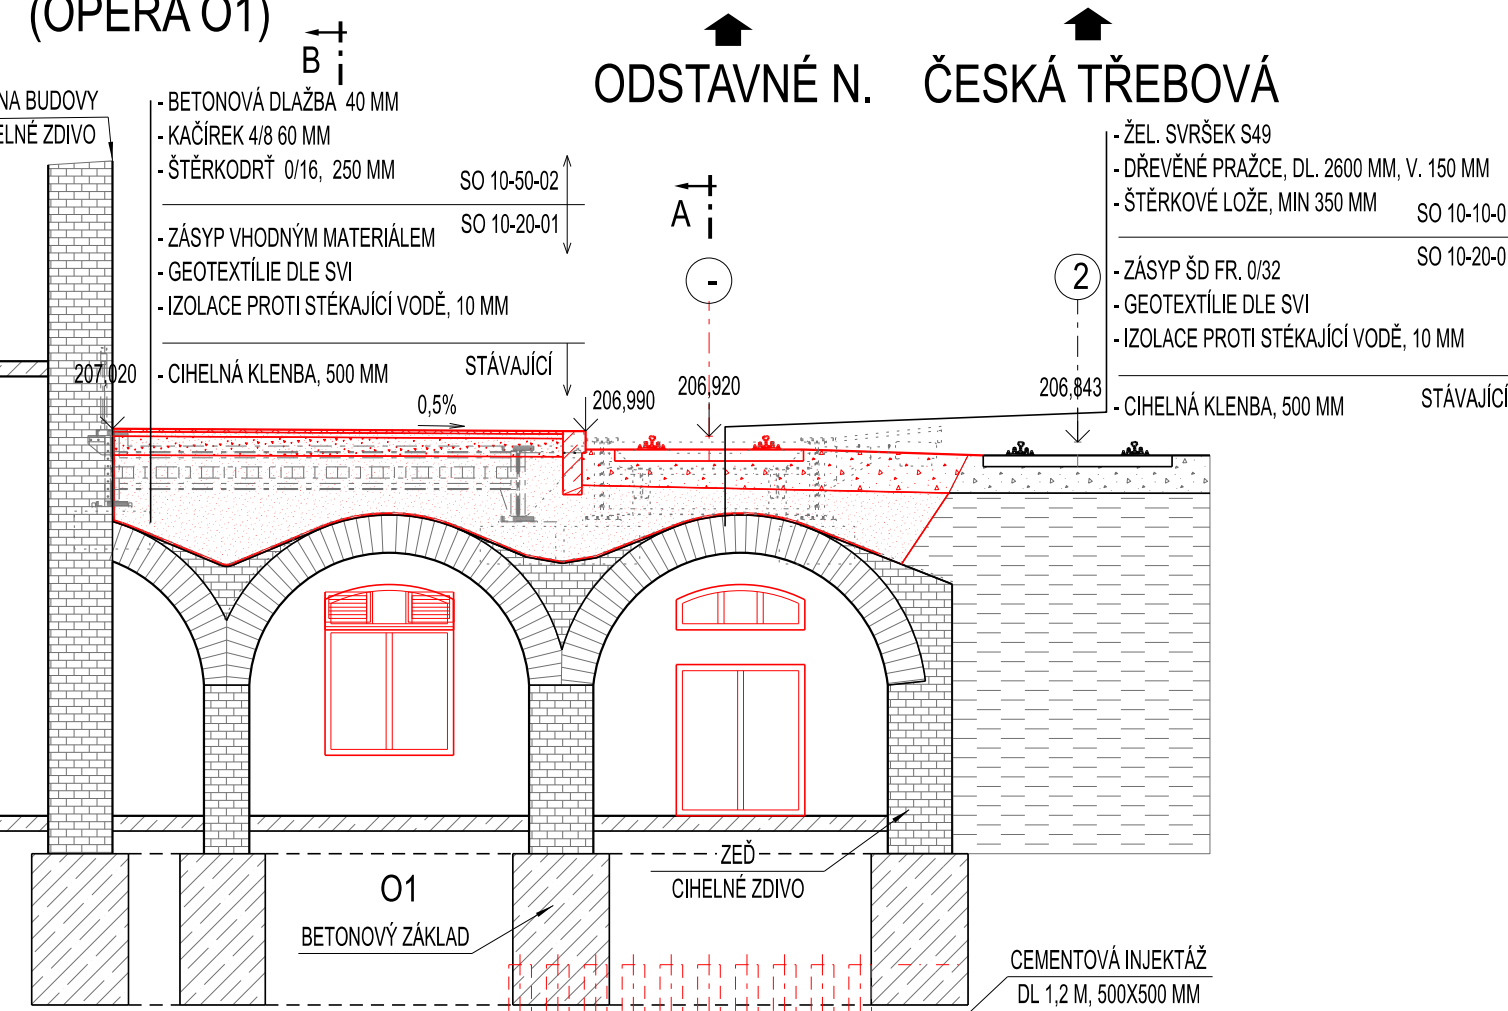 (OPĚRA O1)
B
ODSTAVNÉ N.
ČESKÁ TŘEBOVÁ
NA BUDOVY
ELNÉ ZDIVO
- BETONOVÁ DLAŽBA 40 MM
- KAČÍREK 4/8 60 MM
- ŠTĚRKODRŤ 0/16, 250 MM
SO 10-50-02
SO 10-20-01
- ZÁSYP VHODNÝM MATERIÁLEM
- GEOTEXTÍLIE DLE SVI
- IZOLACE PROTI STÉKAJÍCÍ VODĚ, 10 MM
- CIHELNÁ KLENBA, 500 MM
STÁVAJÍCÍ
A
-
2
- ŽEL. SVRŠEK S49
- DŘEVĚNÉ PRAŽCE, DL. 2600 MM, V. 150 MM
- ŠTĚRKOVÉ LOŽE, MIN 350 MM
SO 10-10-0
SO 10-20-0
- ZÁSYP ŠD FR. 0/32
- GEOTEXTÍLIE DLE SVI
- IZOLACE PROTI STÉKAJÍCÍ VODĚ, 10 MM
- CIHELNÁ KLENBA, 500 MM
STÁVAJÍCÍ
207,020
0,5%
206,990
206,920
206,843
O1
BETONOVÝ ZÁKLAD
ZEĎ
CIHELNÉ ZDIVO
CEMENTOVÁ INJEKTÁŽ
DL 1,2 M, 500X500 MM